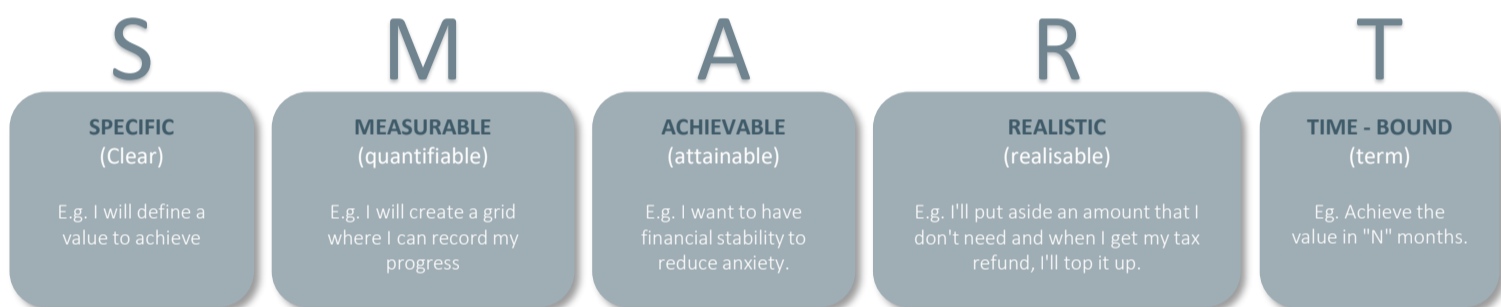 S
SPECIFIC
(Clear)
E.g. I will define a
value to achieve
M
MEASURABLE
(quantifiable)
E.g. I will create a grid
where I can record my
progress
A
ACHIEVABLE
(attainable)
E.g. I want to have
financial stability to
reduce anxiety.
R
REALISTIC
(realisable)
E.g. I'll put aside an amount that I
don't need and when I get my tax
refund, I'll top it up.
T
TIME - BOUND
(term)
Eg. Achieve the
value in "N" months.